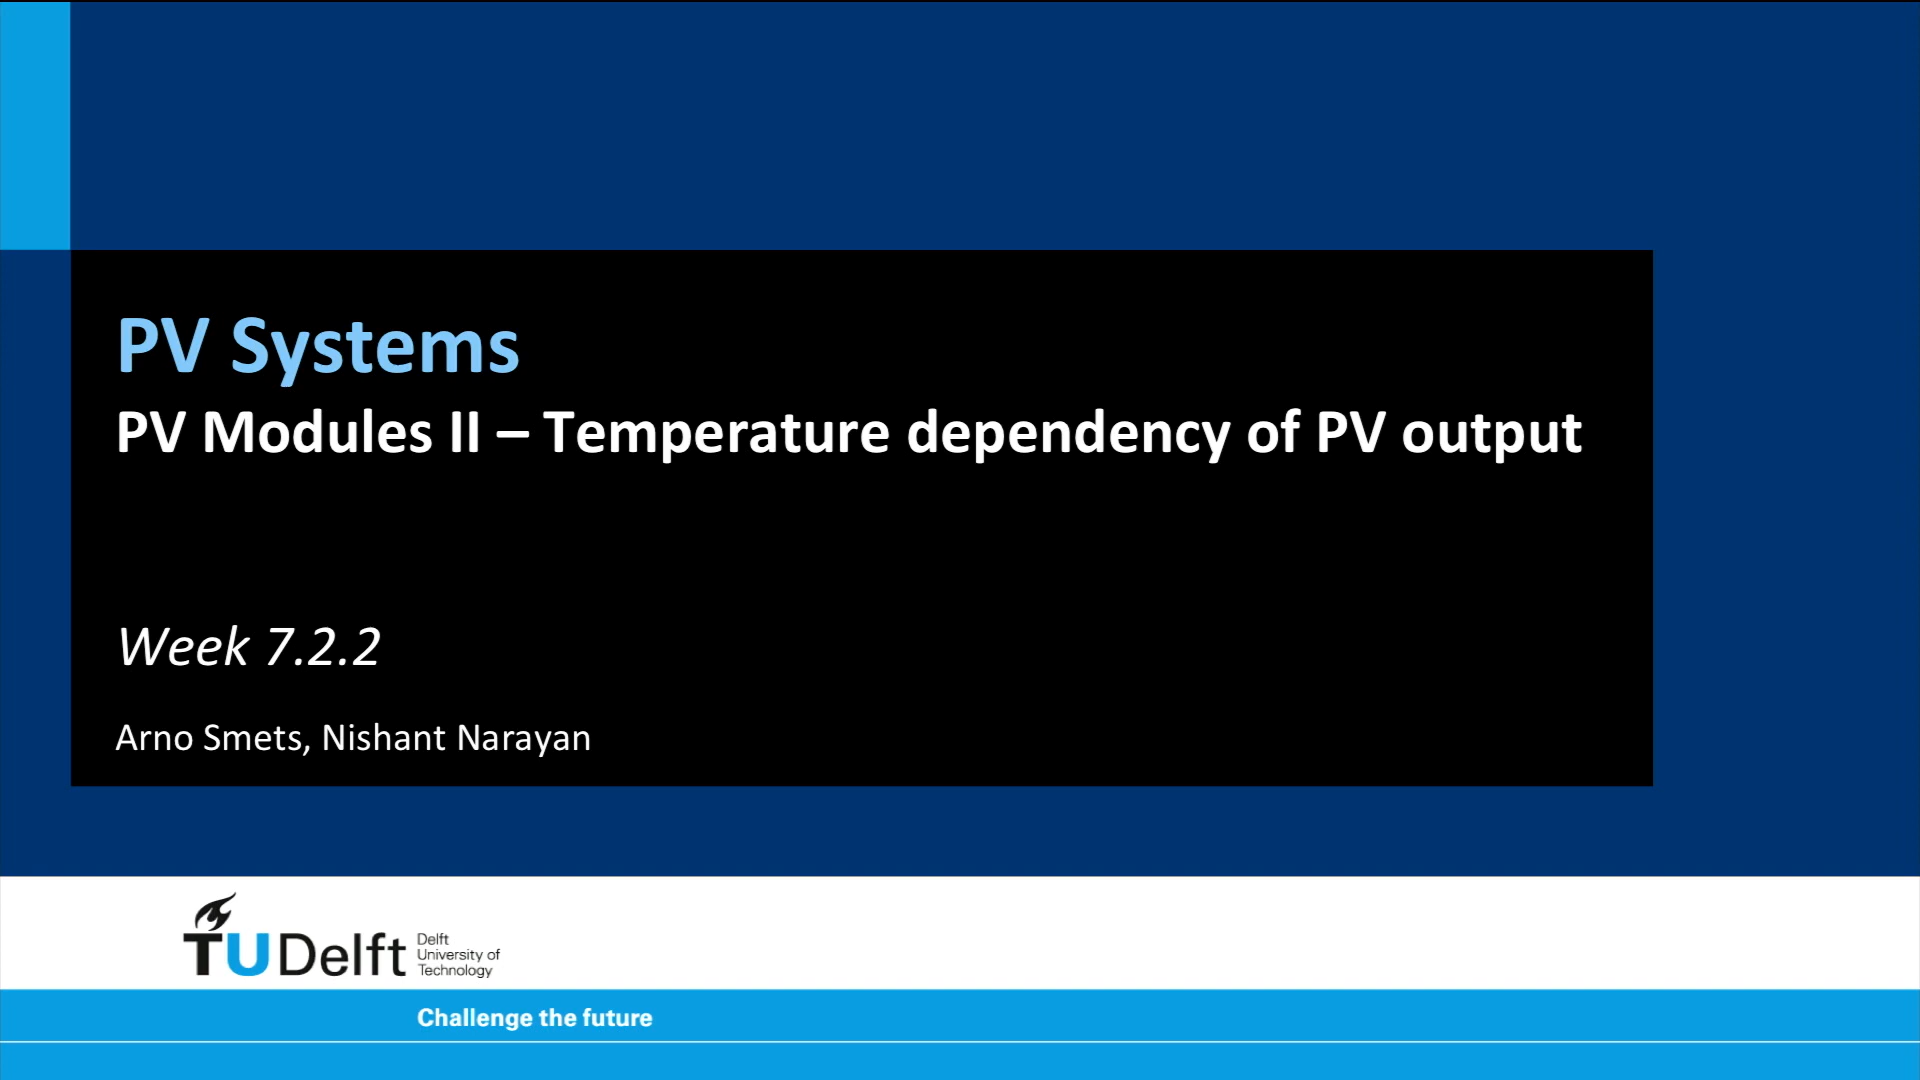 PV Systems
PV Modules II – Temperature dependency of PV output
Week 7.2.2
Arno Smets, Nishant Narayan
TUDelft
Delft
University of
Technology
Challenge the future